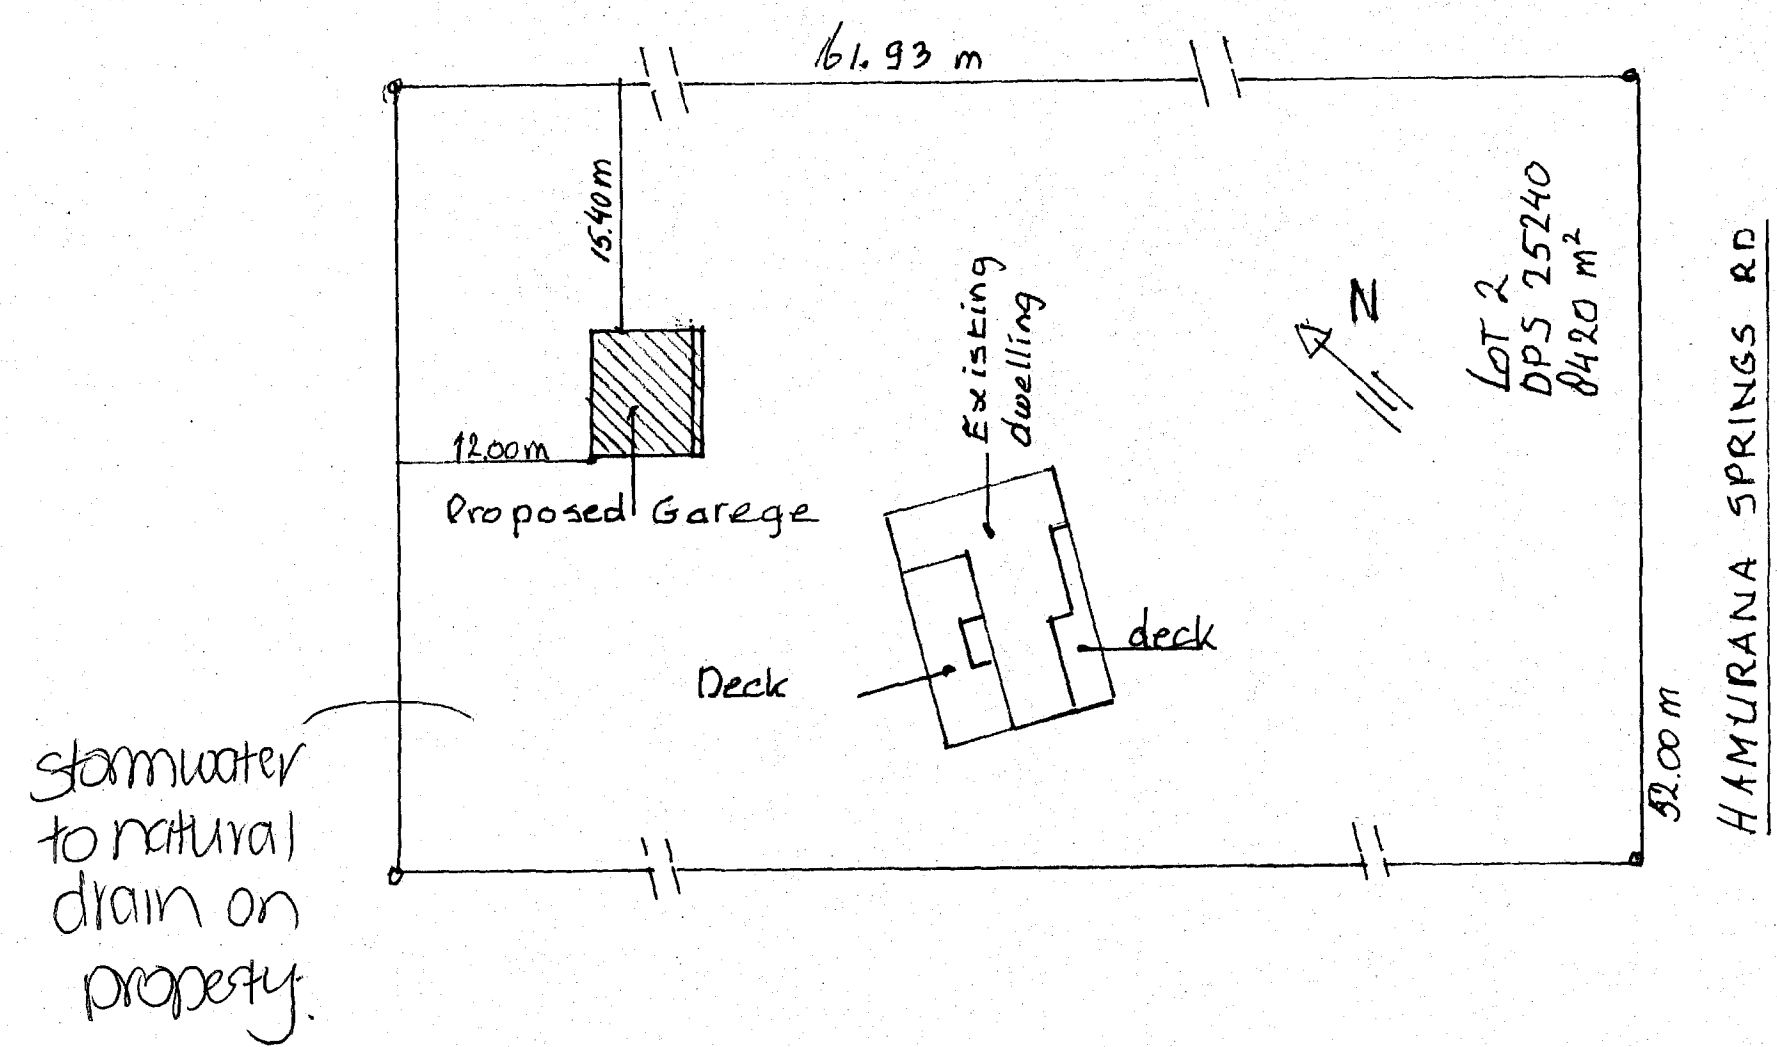 161.93 m
15.40m
12.00m
Proposed Garege
Existing
dwelling
N
LOT 2
DPS 25240
8420 m²
HAMURANA SPRINGS RD
52.00 m
deck
Deck
stormwater
to natural
drain on
property.